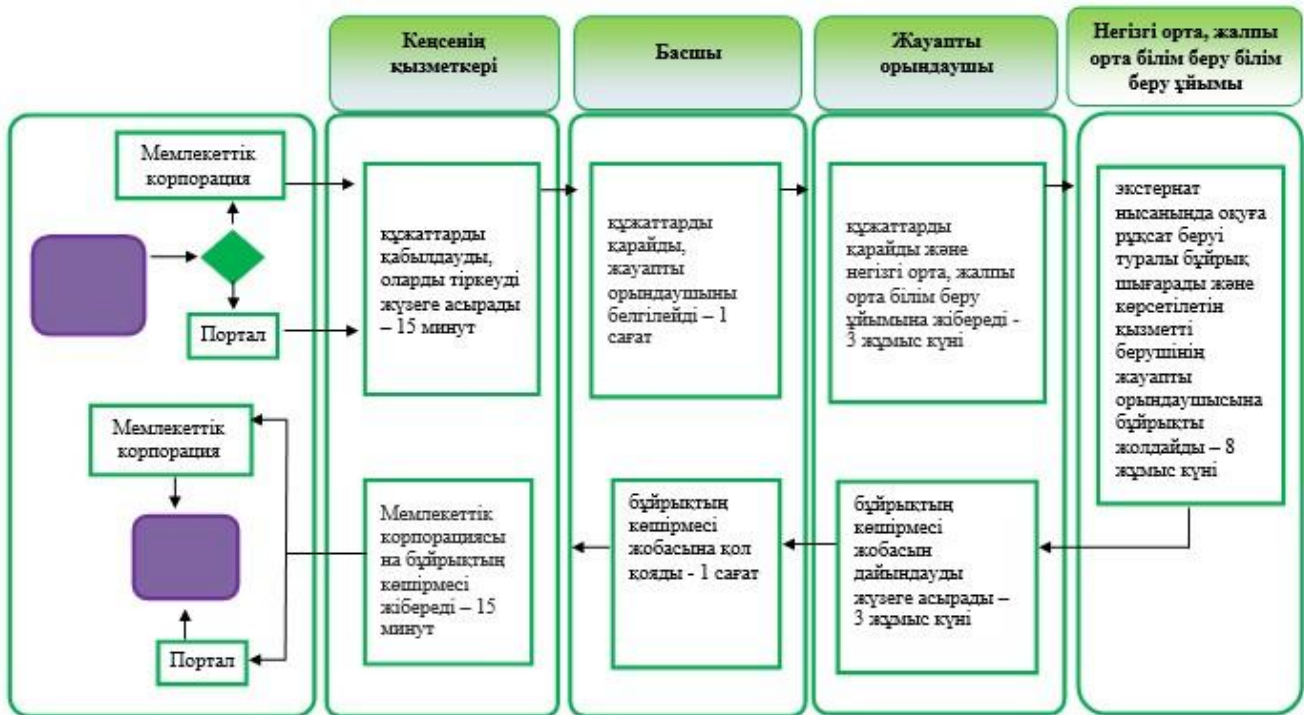 Кеңсенің
қызметкері
Басшы
Жауапты
орындаушы
Негізгі орта, жалпы
орта білім беру білім
беру ұйымы
Мемлекеттік
корпорация
Портал
құжаттарды
қабылдауды,
оларды тіркеуді
жүзеге асырады
– 15 минут
құжаттарды
қарайды,
жауапты
орындаушыны
белгілейді – 1
сағат
құжаттарды
қарайды және
негізгі орта, жалпы
орта білім беру
ұйымына жібереді -
3 жұмыс күні
экстернат
нысанында оқуға
рұқсат беруі
туралы бұйрық
шығарады және
көрсетілетін
қызметті
берушінің
жауапты
орындаушысына
бұйрықты
жолдайды – 8
жұмыс күні
Мемлекеттік
корпорация
Портал
Мемлекеттік
корпорациясы
на бұйрықтың
көшірмесі
жібереді – 15
минут
бұйрықтың
көшірмесі
жобасына қол
қояды - 1 сағат
бұйрықтың
көшірмесі
жобасын
дайындауды
жүзеге асырады –
3 жұмыс күні